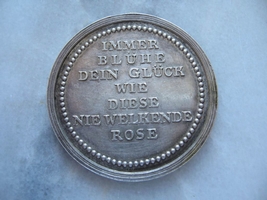 IMMER
BLÜHE
DEIN GLÜCK
WIE
DIESE
NIE WELKENDE
ROSE